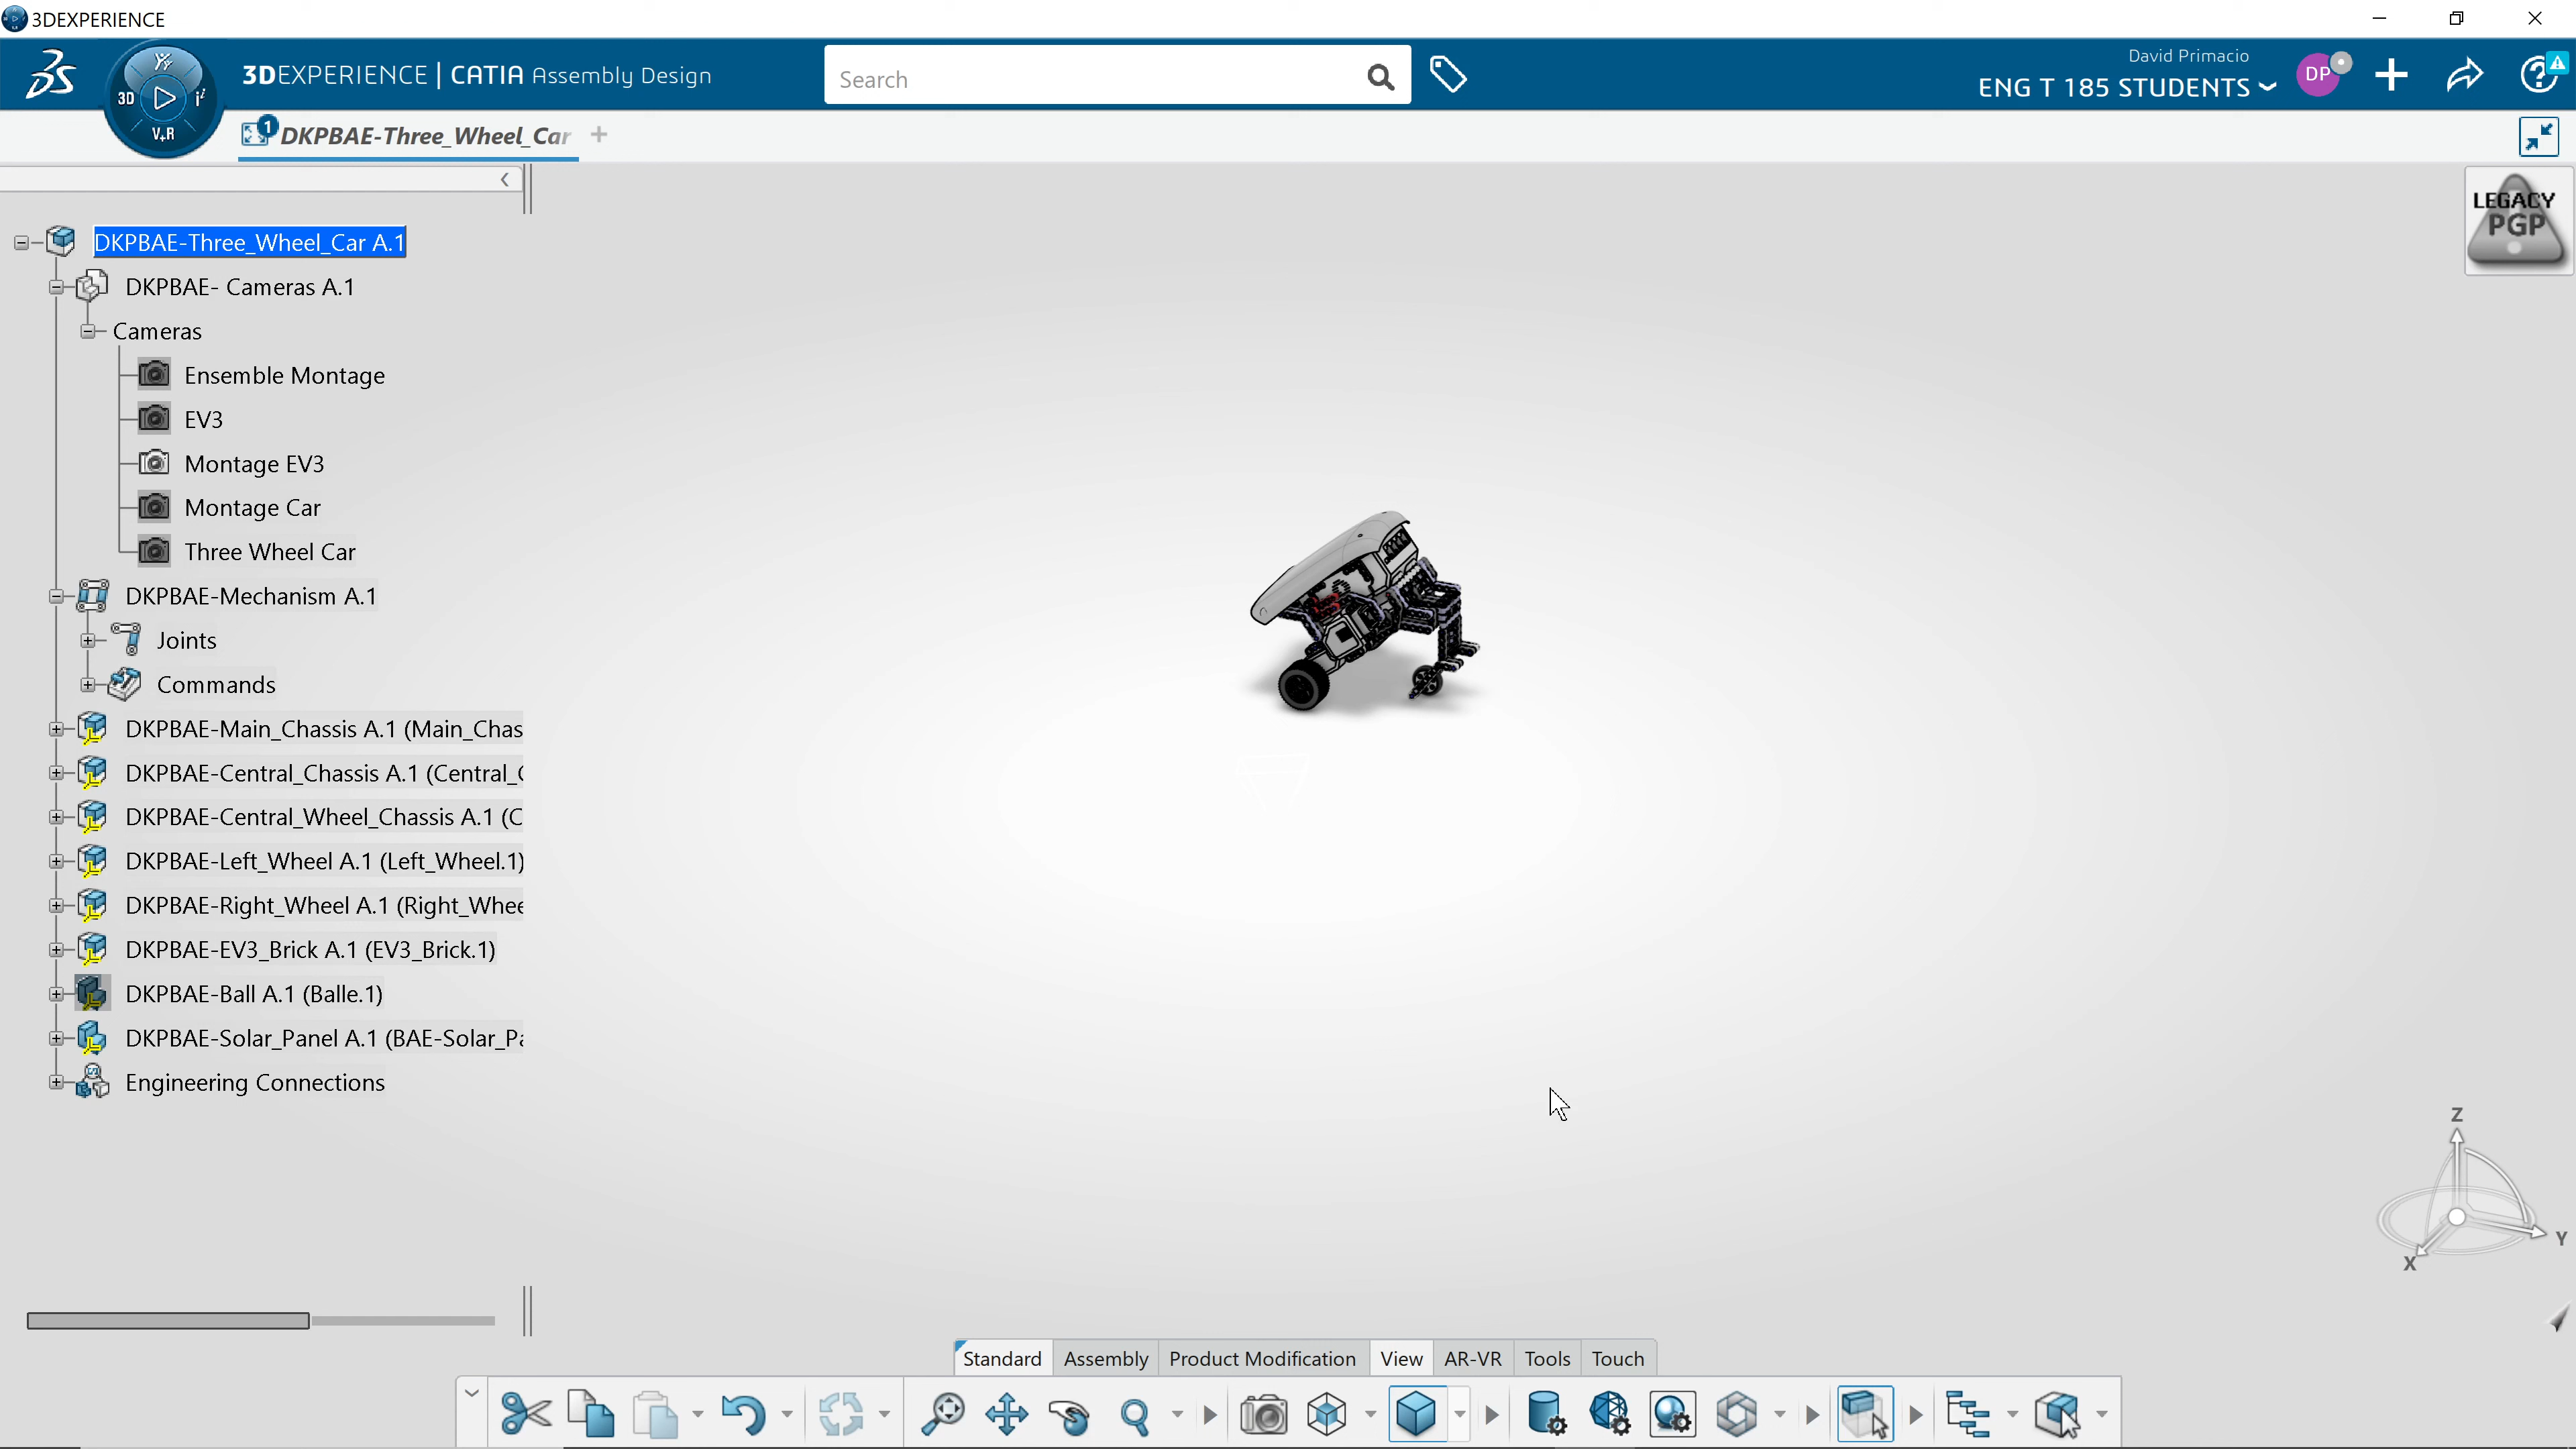 3DEXPERIENCE
3DEXPERIENCE | CATIA Assembly Design
Search
David Primacio
ENG T 185 STUDENTS
DP
3D
i²
V+R
1
DKPBAE-Three_Wheel_Car
LEGACY
PGP
DKPBAE-Three_Wheel_Car A.1
DKPBAE- Cameras A.1
Cameras
Ensemble Montage
EV3
Montage EV3
Montage Car
Three Wheel Car
DKPBAE-Mechanism A.1
Joints
Commands
DKPBAE-Main_Chassis A.1 (Main_Chas
DKPBAE-Central_Chassis A.1 (Central_C
DKPBAE-Central_Wheel_Chassis A.1 (C
DKPBAE-Left_Wheel A.1 (Left_Wheel.1)
DKPBAE-Right_Wheel A.1 (Right_Whee
DKPBAE-EV3_Brick A.1 (EV3_Brick.1)
DKPBAE-Ball A.1 (Balle.1)
DKPBAE-Solar_Panel A.1 (BAE-Solar_Pa
Engineering Connections
Z
Y
X
Standard Assembly Product Modification View AR-VR Tools Touch